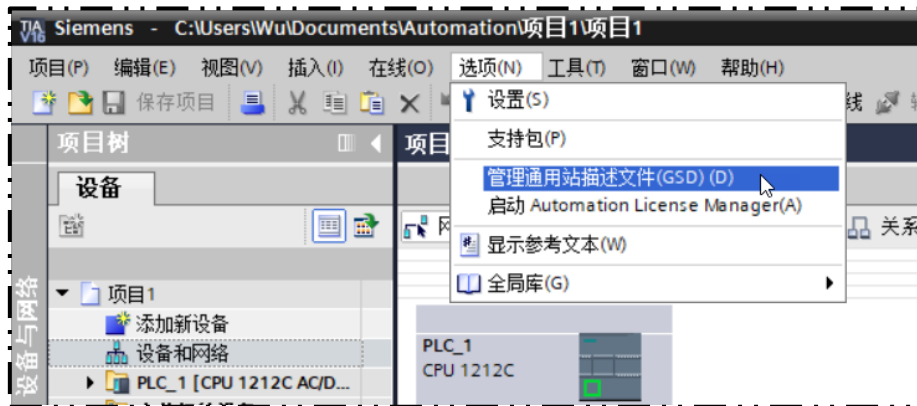 TIA V16 Siemens - C:\Users\Wu\Documents\Automation\项目1\项目1
项目(P) 编辑(E) 视图(V) 插入(I) 在线(O) 选项(N) 工具(T) 窗口(W) 帮助(H)
保存项目
设置(S)
线
支持包(P)
管理通用站描述文件(GSD) (D)
启动 Automation License Manager(A)
显示参考文本(W)
全局库(G)
关系
项目树
项目
设备
设备与网络
项目1
添加新设备
设备和网络
PLC_1 [CPU 1212C AC/D...
PLC_1
CPU 1212C